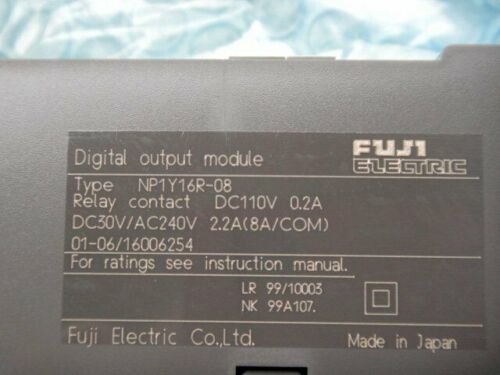 Digital output module
FUJI
ELECTRIC
Type NP1Y16R-08
Relay contact DC110V 0.2A
DC30V/AC240V 2.2A(8A/COM)
01-06/16006254
For ratings see instruction manual.
LR 99/10003
NK 99A107.
Fuji Electric Co.,Ltd. Made in Japan